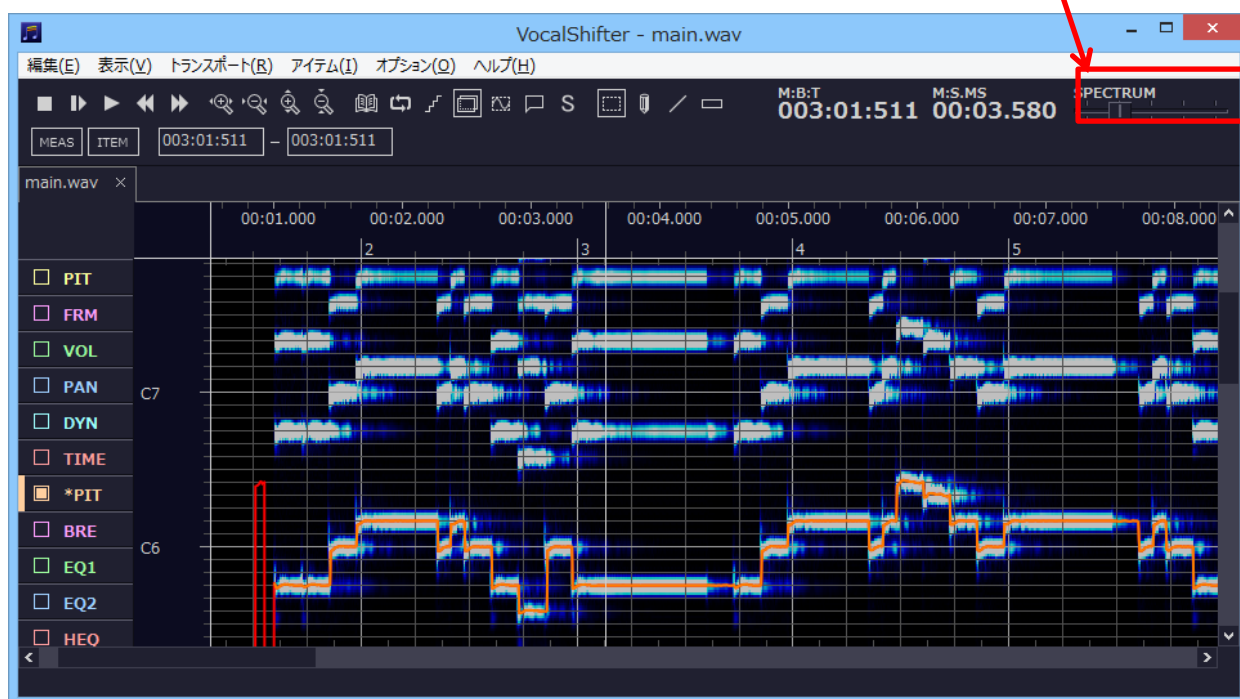 VocalShifter - main.wav
編集(E) 表示(V) トランスポート(R) アイテム(I) オプション(O) ヘルプ(H)
S M:B:T M:S.MS SPECTRUM
003:01:511 00:03.580
MEAS ITEM 003:01:511 – 003:01:511
main.wav ×
00:01.000 00:02.000 00:03.000 00:04.000 00:05.000 00:06.000 00:07.000 00:08.000
2 3 4 5
PIT
FRM
VOL
PAN
C7
DYN
TIME
*PIT
BRE
C6
EQ1
EQ2
HEQ